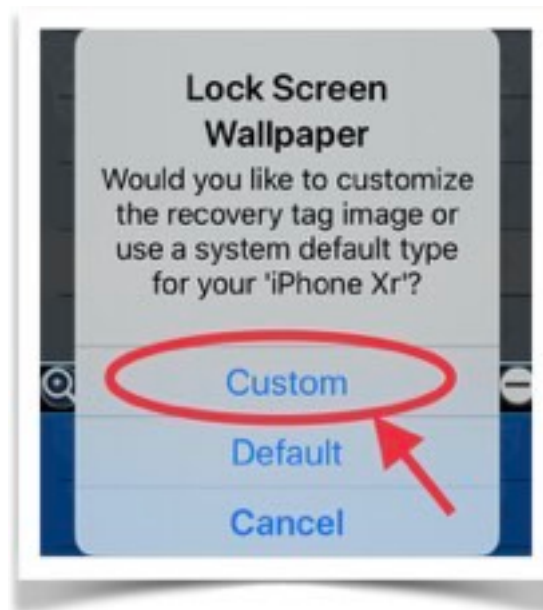 Lock Screen
Wallpaper
Would you like to customize
the recovery tag image or
use a system default type
for your 'iPhone Xr'?
Custom
Default
Cancel